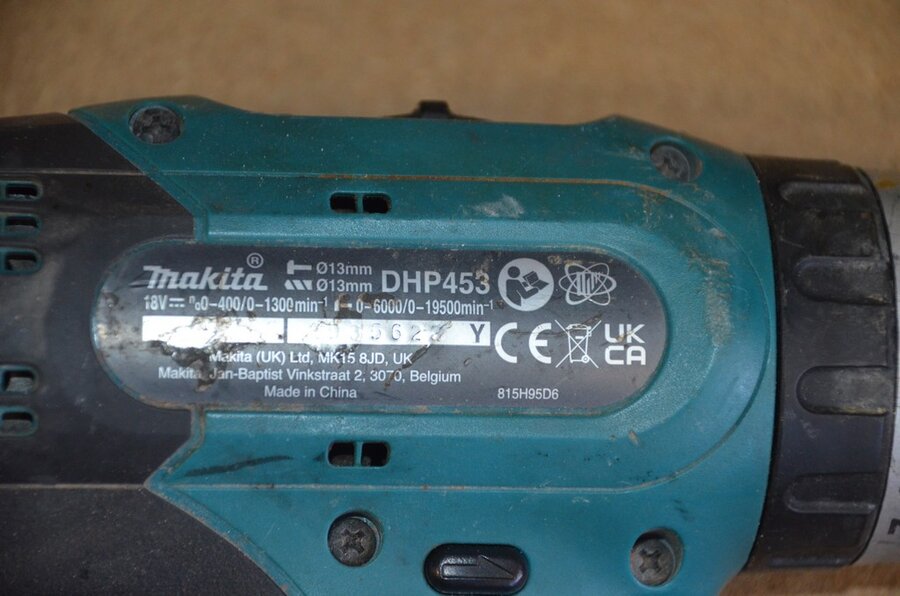 makita® Ø13mm DHP453
Ø13mm
18V⎓ n₀0-400/0-1300min⁻¹ 0-6000/0-19500min⁻¹
Y CE UK
CA
Makita (UK) Ltd, MK15 8JD, UK
Makita Jan-Baptist Vinkstraat 2, 3070, Belgium
Made in China 815H95D6